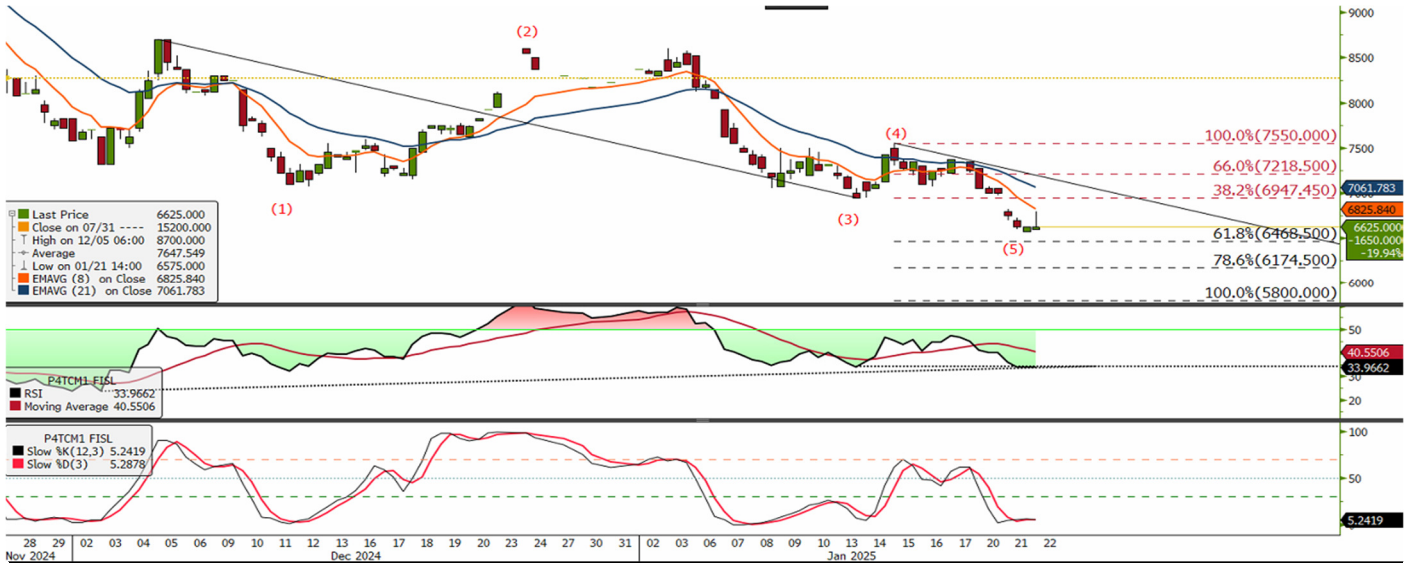 (1)
(2)
(3)
(4)
(5)
9000
8500
8000
7500
7000
6000
100.0%(7550.000)
66.0%(7218.500)
38.2%(6947.450)
61.8%(6468.500)
78.6%(6174.500)
100.0%(5800.000)
7061.783
6825.840
6625.000
-1650.000
-19.94%
Last Price 6625.000
Close on 07/31 ---- 15200.000
High on 12/05 06:00 8700.000
Average 7647.549
Low on 01/21 14:00 6575.000
EMAVG (8) on Close 6825.840
EMAVG (21) on Close 7061.783
P4TCM1 FISL
RSI 33.9662
Moving Average 40.5506
50
40.5506
33.9662
30
20
P4TCM1 FISL
Slow %K(12,3) 5.2419
Slow %D(3) 5.2878
100
50
5.2419
28 29 02 03 04 05 06 09 10 11 12 13 16 17 18 19 20 23 24 27 30 31 02 03 06 07 08 09 10 13 14 15 16 17 20 21 22
Nov 2024 Dec 2024 Jan 2025